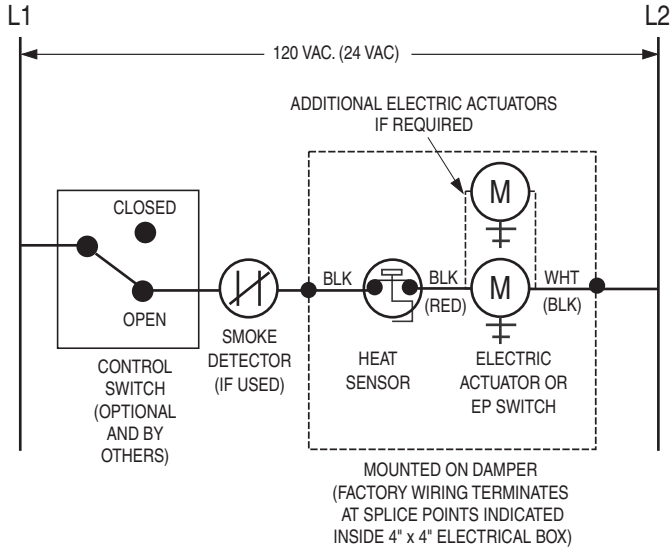 L1
L2
120 VAC. (24 VAC)
ADDITIONAL ELECTRIC ACTUATORS
IF REQUIRED
M
CLOSED
OPEN
BLK
BLK
(RED)
M
WHT
(BLK)
CONTROL
SWITCH
(OPTIONAL
AND BY
OTHERS)
SMOKE
DETECTOR
(IF USED)
HEAT
SENSOR
ELECTRIC
ACTUATOR OR
EP SWITCH
MOUNTED ON DAMPER
(FACTORY WIRING TERMINATES
AT SPLICE POINTS INDICATED
INSIDE 4" x 4" ELECTRICAL BOX)